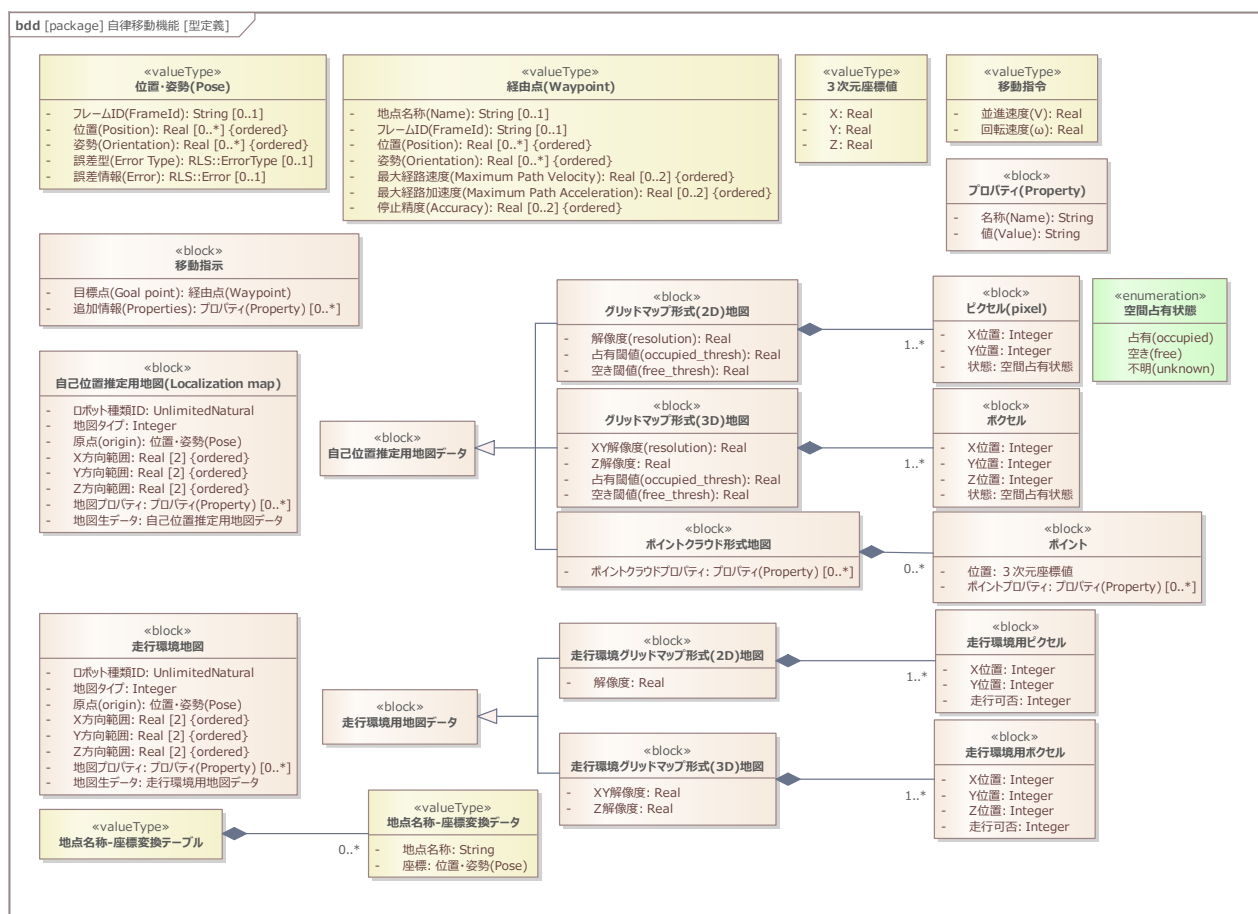 bdd [package] 自律移動機能 [型定義]
«valueType»
位置・姿勢(Pose)
- フレームID(FrameId): String [0..1]
- 位置(Position): Real [0..*] {ordered}
- 姿勢(Orientation): Real [0..*] {ordered}
- 誤差型(Error Type): RLS::ErrorType [0..1]
- 誤差情報(Error): RLS::Error [0..1]
«valueType»
経由点(Waypoint)
- 地点名称(Name): String [0..1]
- フレームID(FrameId): String [0..1]
- 位置(Position): Real [0..*] {ordered}
- 姿勢(Orientation): Real [0..*] {ordered}
- 最大経路速度(Maximum Path Velocity): Real [0..2] {ordered}
- 最大経路加速度(Maximum Path Acceleration): Real [0..2] {ordered}
- 停止精度(Accuracy): Real [0..2] {ordered}
«valueType»
3次元座標値
- X: Real
- Y: Real
- Z: Real
«valueType»
移動指令
- 並進速度(V): Real
- 回転速度(ω): Real
«block»
プロパティ(Property)
- 名称(Name): String
- 値(Value): String
«block»
移動指示
- 目標点(Goal point): 経由点(Waypoint)
- 追加情報(Properties): プロパティ(Property) [0..*]
«block»
グリッドマップ形式(2D)地図
- 解像度(resolution): Real
- 占有閾値(occupied_thresh): Real
- 空き閾値(free_thresh): Real
1..*
«block»
ピクセル(pixel)
- X位置: Integer
- Y位置: Integer
- 状態: 空間占有状態
«enumeration»
空間占有状態
占有(occupied)
空き(free)
不明(unknown)
«block»
自己位置推定用地図(Localization map)
- ロボット種類ID: UnlimitedNatural
- 地図タイプ: Integer
- 原点(origin): 位置・姿勢(Pose)
- X方向範囲: Real [2] {ordered}
- Y方向範囲: Real [2] {ordered}
- Z方向範囲: Real [2] {ordered}
- 地図プロパティ: プロパティ(Property) [0..*]
- 地図生データ: 自己位置推定用地図データ
«block»
自己位置推定用地図データ
«block»
グリッドマップ形式(3D)地図
- XY解像度(resolution): Real
- Z解像度: Real
- 占有閾値(occupied_thresh): Real
- 空き閾値(free_thresh): Real
1..*
«block»
ボクセル
- X位置: Integer
- Y位置: Integer
- Z位置: Integer
- 状態: 空間占有状態
«block»
ポイントクラウド形式地図
- ポイントクラウドプロパティ: プロパティ(Property) [0..*]
0..*
«block»
ポイント
- 位置: 3次元座標値
- ポイントプロパティ: プロパティ(Property) [0..*]
«block»
走行環境地図
- ロボット種類ID: UnlimitedNatural
- 地図タイプ: Integer
- 原点(origin): 位置・姿勢(Pose)
- X方向範囲: Real [2] {ordered}
- Y方向範囲: Real [2] {ordered}
- Z方向範囲: Real [2] {ordered}
- 地図プロパティ: プロパティ(Property) [0..*]
- 地図生データ: 走行環境用地図データ
«block»
走行環境用地図データ
«block»
走行環境グリッドマップ形式(2D)地図
- 解像度: Real
1..*
«block»
走行環境用ピクセル
- X位置: Integer
- Y位置: Integer
- 走行可否: Integer
«block»
走行環境グリッドマップ形式(3D)地図
- XY解像度: Real
- Z解像度: Real
1..*
«block»
走行環境用ボクセル
- X位置: Integer
- Y位置: Integer
- Z位置: Integer
- 走行可否: Integer
«valueType»
地点名称-座標変換テーブル
0..*
«valueType»
地点名称-座標変換データ
- 地点名称: String
- 座標: 位置・姿勢(Pose)